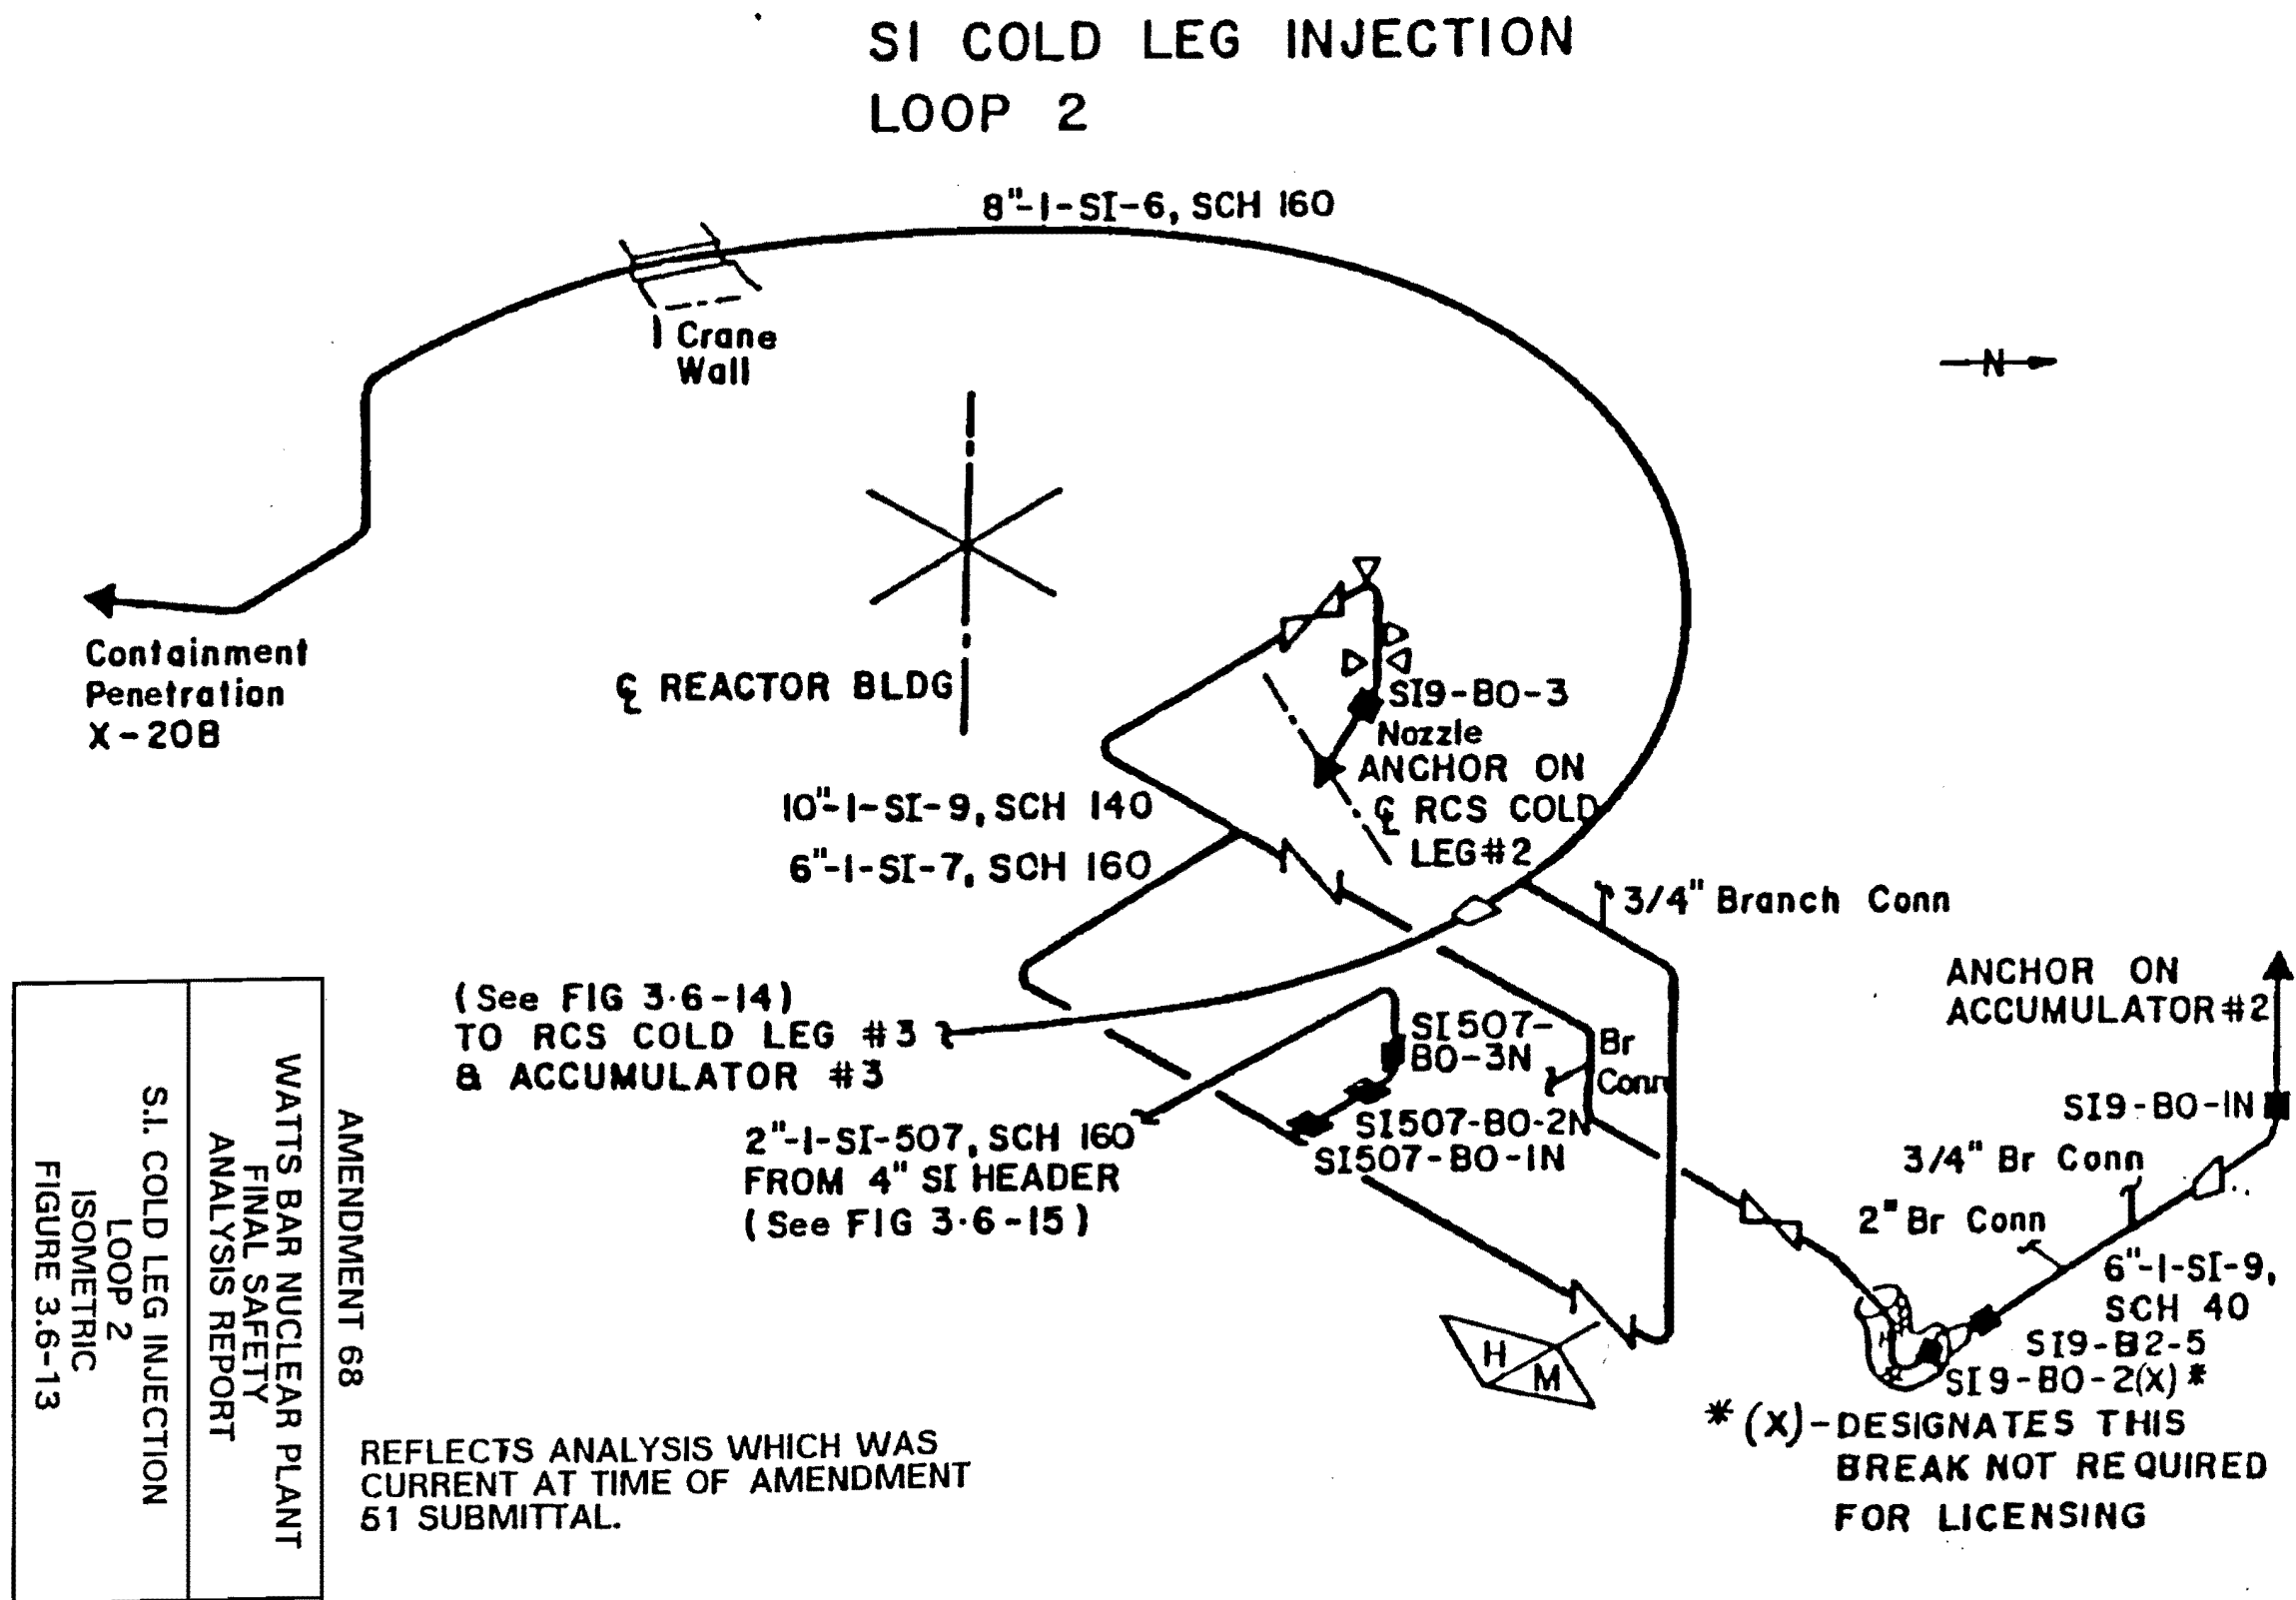 SI COLD LEG INJECTION
LOOP 2
8"-1-SI-6, SCH 160
Crane
Wall
N
Containment
Penetration
X-20B
℄ REACTOR BLDG
SI9-BO-3
Nozzle
ANCHOR ON
℄ RCS COLD
LEG#2
10"-1-SI-9, SCH 140
6"-1-SI-7, SCH 160
3/4" Branch Conn
(See FIG 3.6-14)
TO RCS COLD LEG #3
& ACCUMULATOR #3
ANCHOR ON
ACCUMULATOR#2
SI507-
BO-3N
Br
Conn
SI507-BO-2N
SI507-BO-1N
2"-1-SI-507, SCH 160
FROM 4" SI HEADER
(See FIG 3.6-15)
SI9-BO-1N
3/4" Br Conn
2" Br Conn
6"-1-SI-9,
SCH 40
SI9-B2-5
SI9-BO-2(X)*
H
H
M
*(X)-DESIGNATES THIS
BREAK NOT REQUIRED
FOR LICENSING
REFLECTS ANALYSIS WHICH WAS
CURRENT AT TIME OF AMENDMENT
51 SUBMITTAL.
AMENDMENT 68
WATTS BAR NUCLEAR PLANT
FINAL SAFETY
ANALYSIS REPORT
S.I. COLD LEG INJECTION
LOOP 2
ISOMETRIC
FIGURE 3.6-13